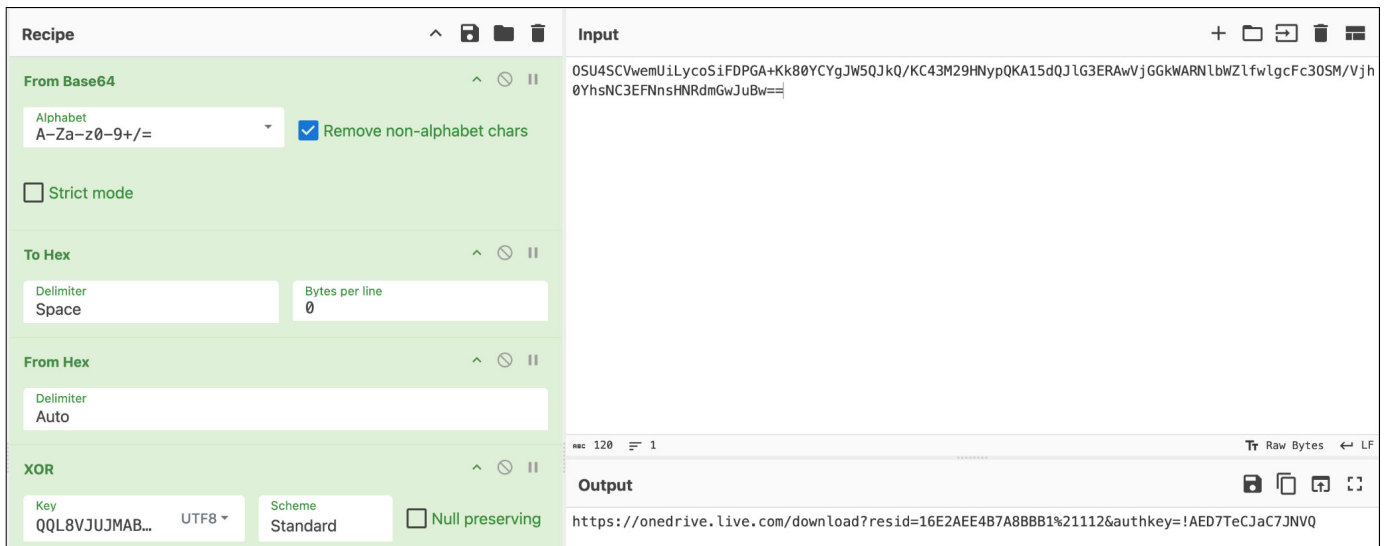 Recipe
From Base64
Alphabet
A-Za-z0-9+/=
Remove non-alphabet chars
Strict mode
To Hex
Delimiter
Space
Bytes per line
0
From Hex
Delimiter
Auto
XOR
Key
QQL8VJUJMAB…
UTF8
Scheme
Standard
Null preserving
Input
OSU4SCVwemUiLycoSiFDPGA+Kk80YCYgJW5QJkQ/KC43M29HNypQKA15dQJlG3ERAwVjGGkWARNlbWZlfwlgcFc3OSM/Vjh
0YhsNC3EFNnsHNRdmGwJuBw==
ABC 120 1
Tт Raw Bytes LF
Output
https://onedrive.live.com/download?resid=16E2AEE4B7A8BBB1%21112&authkey=!AED7TeCJaC7JNVQ